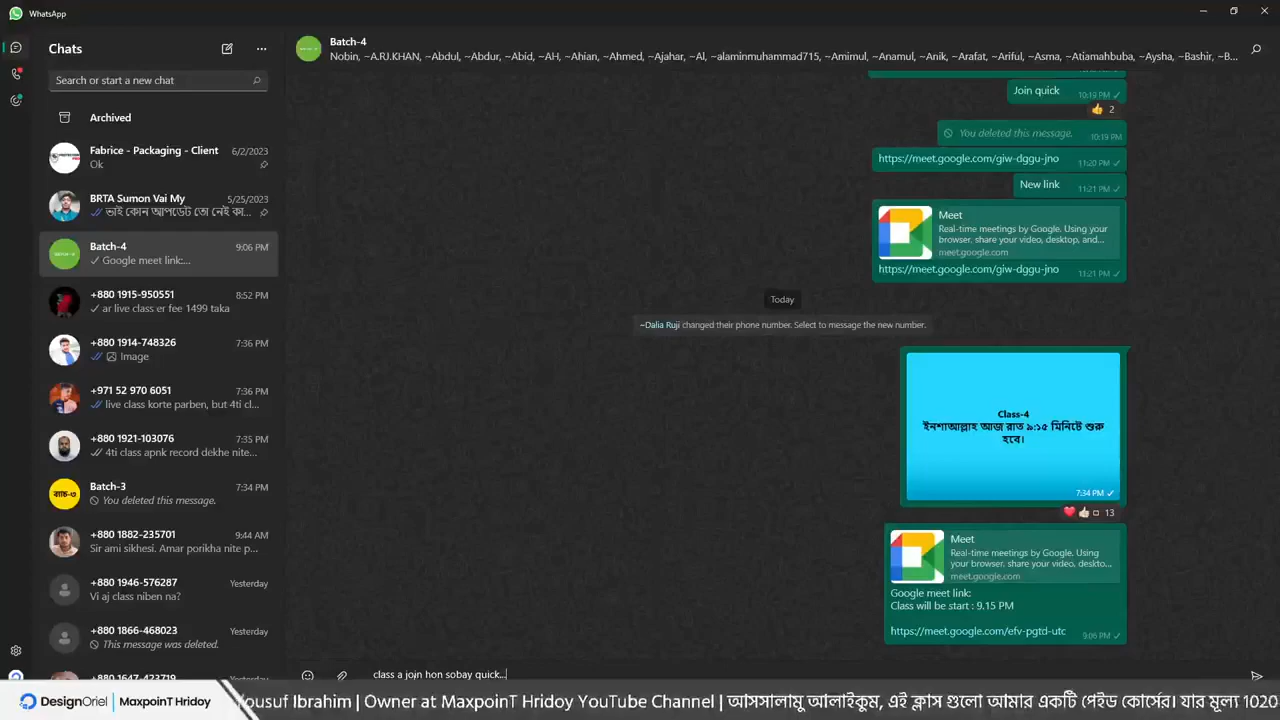 WhatsApp
Chats
Search or start a new chat
Archived
Fabrice - Packaging - Client
6/2/2023
Ok
BRTA Sumon Vai My
5/25/2023
ভাই কোন আপডেট তো নেই কা...
Batch-4
9:06 PM
Google meet link:...
+880 1915-950551
8:52 PM
ar live class er fee 1499 taka
+880 1914-748326
7:36 PM
Image
+971 52 970 6051
7:36 PM
live class korte parben, but 4ti cl...
+880 1921-103076
7:35 PM
4ti class apnk record dekhe nite...
ব্যাচ-৩
Batch-3
7:34 PM
You deleted this message.
+880 1882-235701
9:44 AM
Sir ami sikhesi. Amar porikha nite p...
+880 1946-576287
Yesterday
Vi aj class niben na?
+880 1866-468023
Yesterday
This message was deleted.
+880 1647-423719
Batch-4
Nobin, ~A.RJ.KHAN, ~Abdul, ~Abdur, ~Abid, ~AH, ~Ahian, ~Ahmed, ~Ajahar, ~Al, ~alaminmuhammad715, ~Aminul, ~Anamul, ~Anik, ~Arafat, ~Ariful, ~Asma, ~Atiamahbuba, ~Aysha, ~Bashir, ~B...
Join quick
10:19 PM
2
You deleted this message.
10:19 PM
https://meet.google.com/giw-dggu-jno
11:20 PM
New link
11:21 PM
Meet
Real-time meetings by Google. Using your
browser, share your video, desktop, and...
meet.google.com
https://meet.google.com/giw-dggu-jno
11:21 PM
Today
~Dalia Ruji changed their phone number. Select to message the new number.
Class-4
ইনশাআল্লাহ আজ রাত ৯:১৫ মিনিটে শুরু
হবে।
7:34 PM
13
Meet
Real-time meetings by Google. Using
your browser, share your video, deskto...
meet.google.com
Google meet link:
Class will be start : 9.15 PM
https://meet.google.com/efv-pgtd-utc
9:06 PM
class a join hon sobay quick...
DesignOriel | MaxpoinT Hridoy
Yousuf Ibrahim | Owner at MaxpoinT Hridoy YouTube Channel | আসসালামু আলাইকুম, এই ক্লাস গুলো আমার একটি পেইড কোর্সের। যার মূল্য 1020